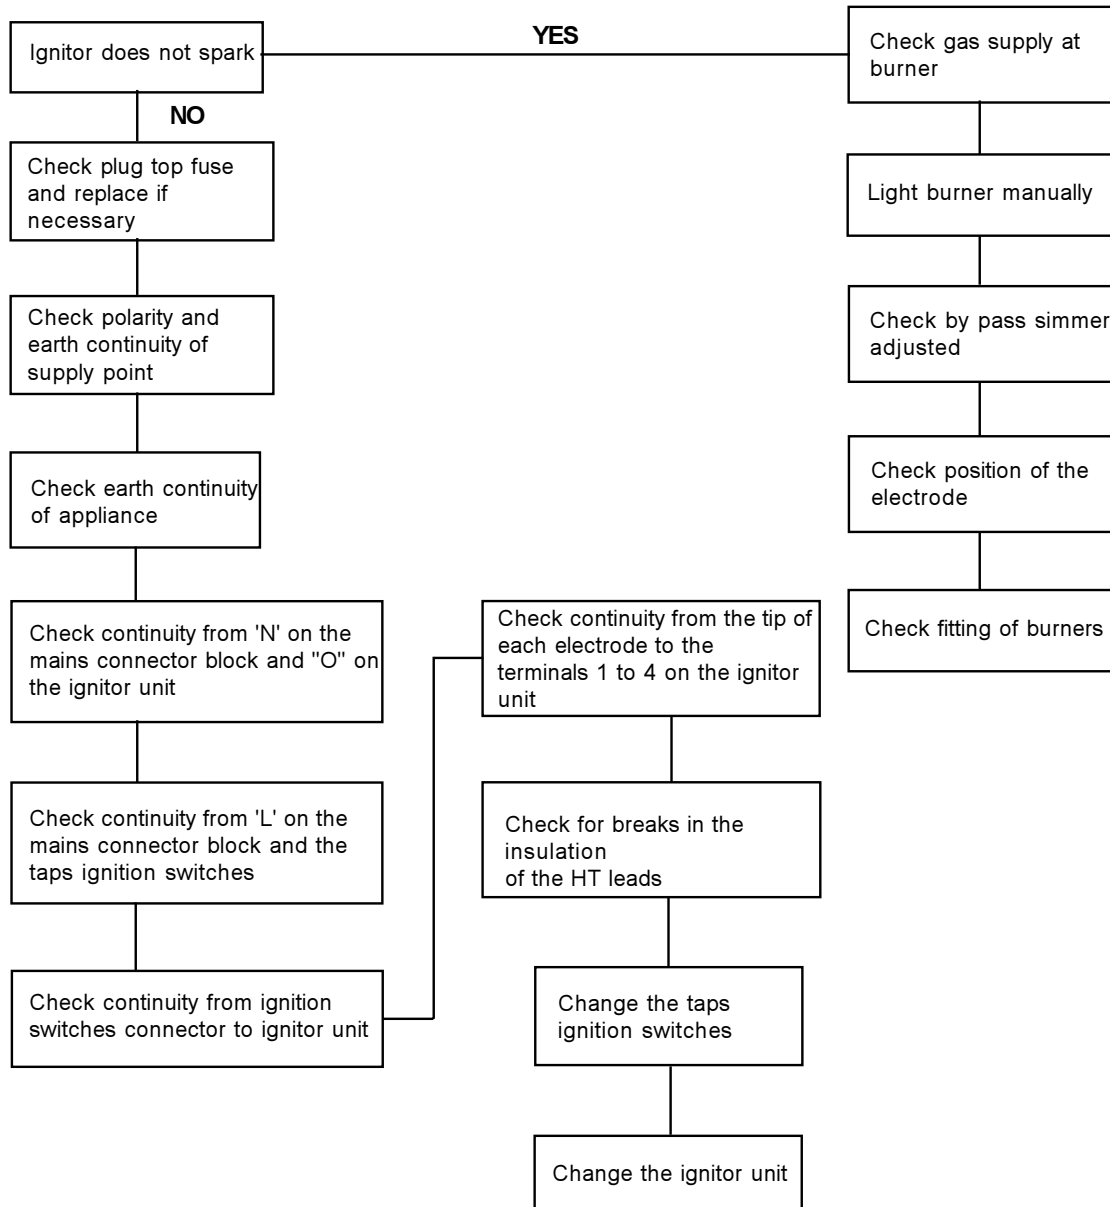 Ignitor does not spark
YES
Check gas supply at
burner
NO
Check plug top fuse
and replace if
necessary
Light burner manually
Check polarity and
earth continuity of
supply point
Check by pass simmer
adjusted
Check earth continuity
of appliance
Check position of the
electrode
Check continuity from 'N' on the
mains connector block and "O" on
the ignitor unit
Check continuity from the tip of
each electrode to the
terminals 1 to 4 on the ignitor
unit
Check fitting of burners
Check continuity from 'L' on the
mains connector block and the
taps ignition switches
Check for breaks in the
insulation
of the HT leads
Check continuity from ignition
switches connector to ignitor unit
Change the taps
ignition switches
Change the ignitor unit